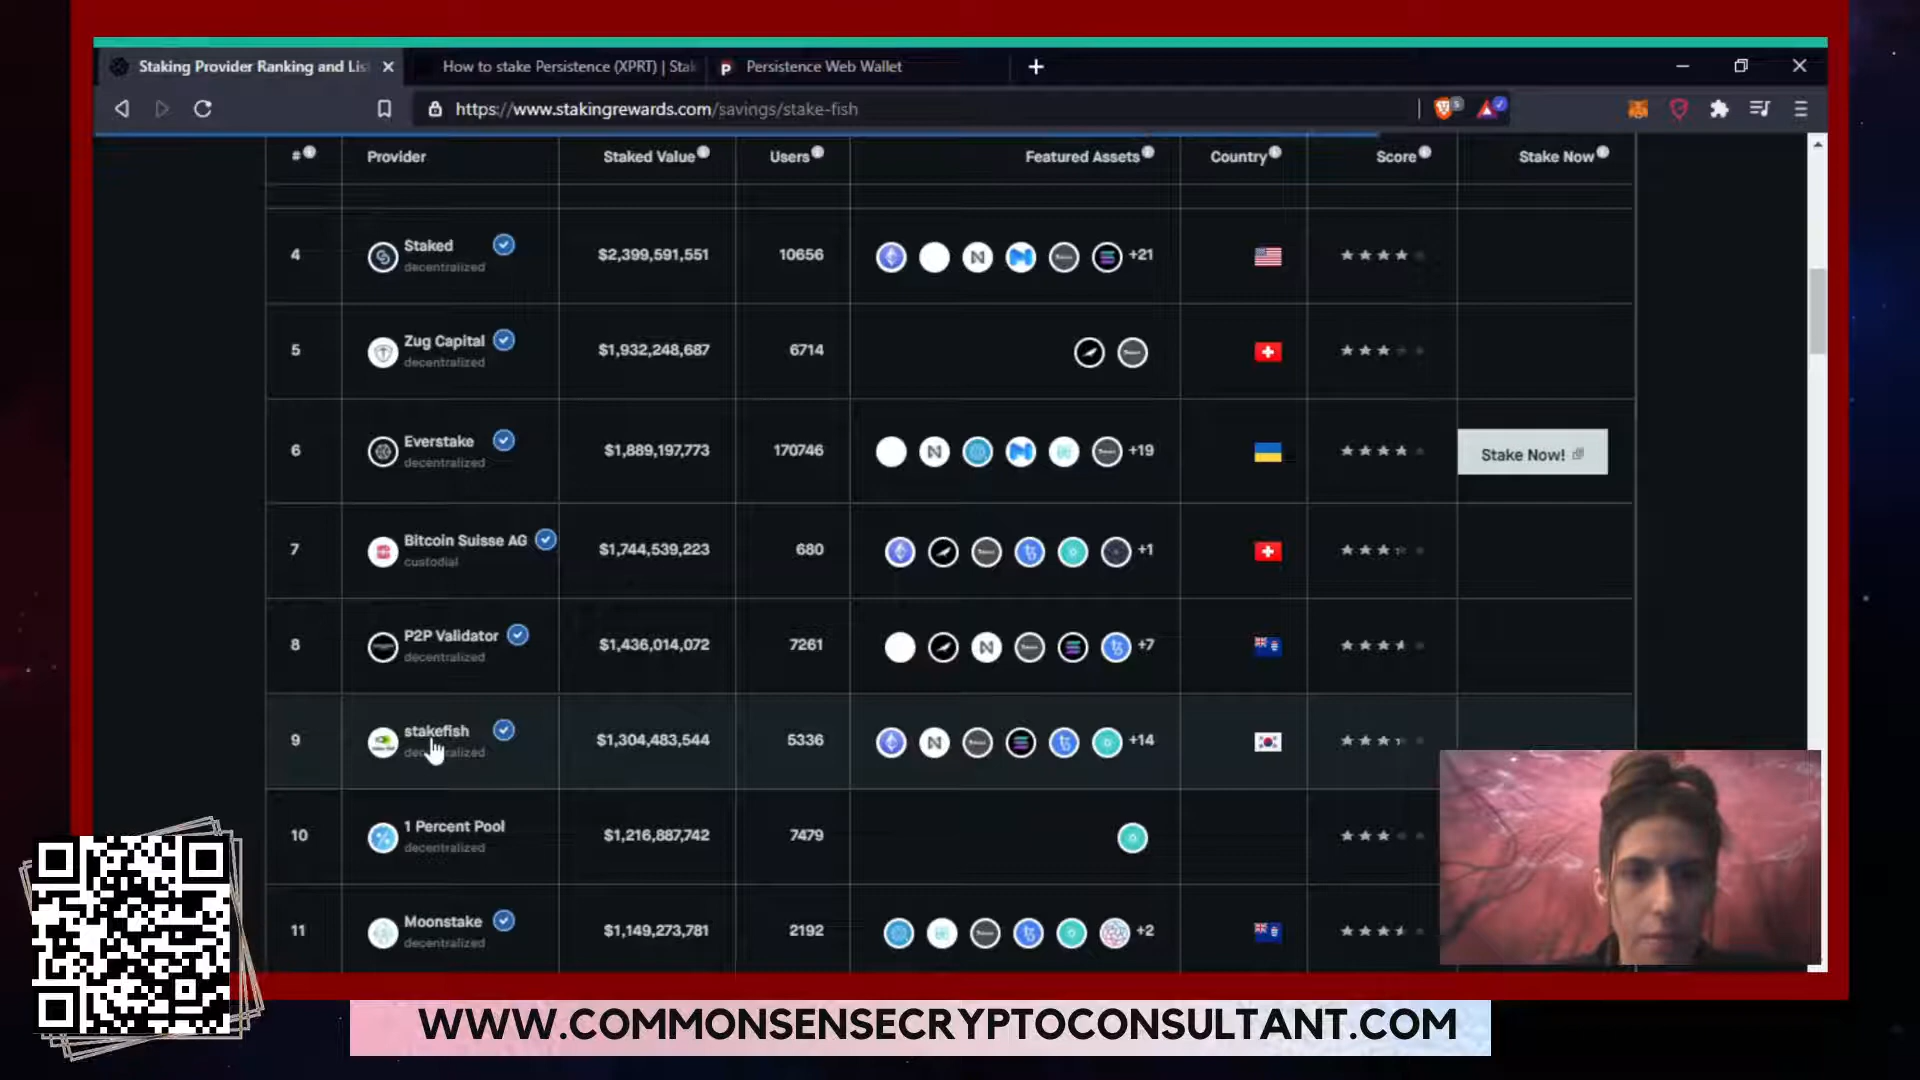 Staking Provider Ranking and Lis
How to stake Persistence (XPRT) | Stak
Persistence Web Wallet
https://www.stakingrewards.com/savings/stake-fish
# Provider Staked Value Users Featured Assets Country Score Stake Now
4 Staked $2,399,591,551 10656 +21
decentralized
5 Zug Capital $1,932,248,687 6714
decentralized
6 Everstake $1,889,197,773 170746 +19 Stake Now!
decentralized
7 Bitcoin Suisse AG $1,744,539,223 680 +1
custodial
8 P2P Validator $1,436,014,072 7261 +7
decentralized
9 stakefish $1,304,483,544 5336 +14
decentralized
10 1 Percent Pool $1,216,887,742 7479
decentralized
11 Moonstake $1,149,273,781 2192 +2
decentralized
WWW.COMMONSENSECRYPTOCONSULTANT.COM